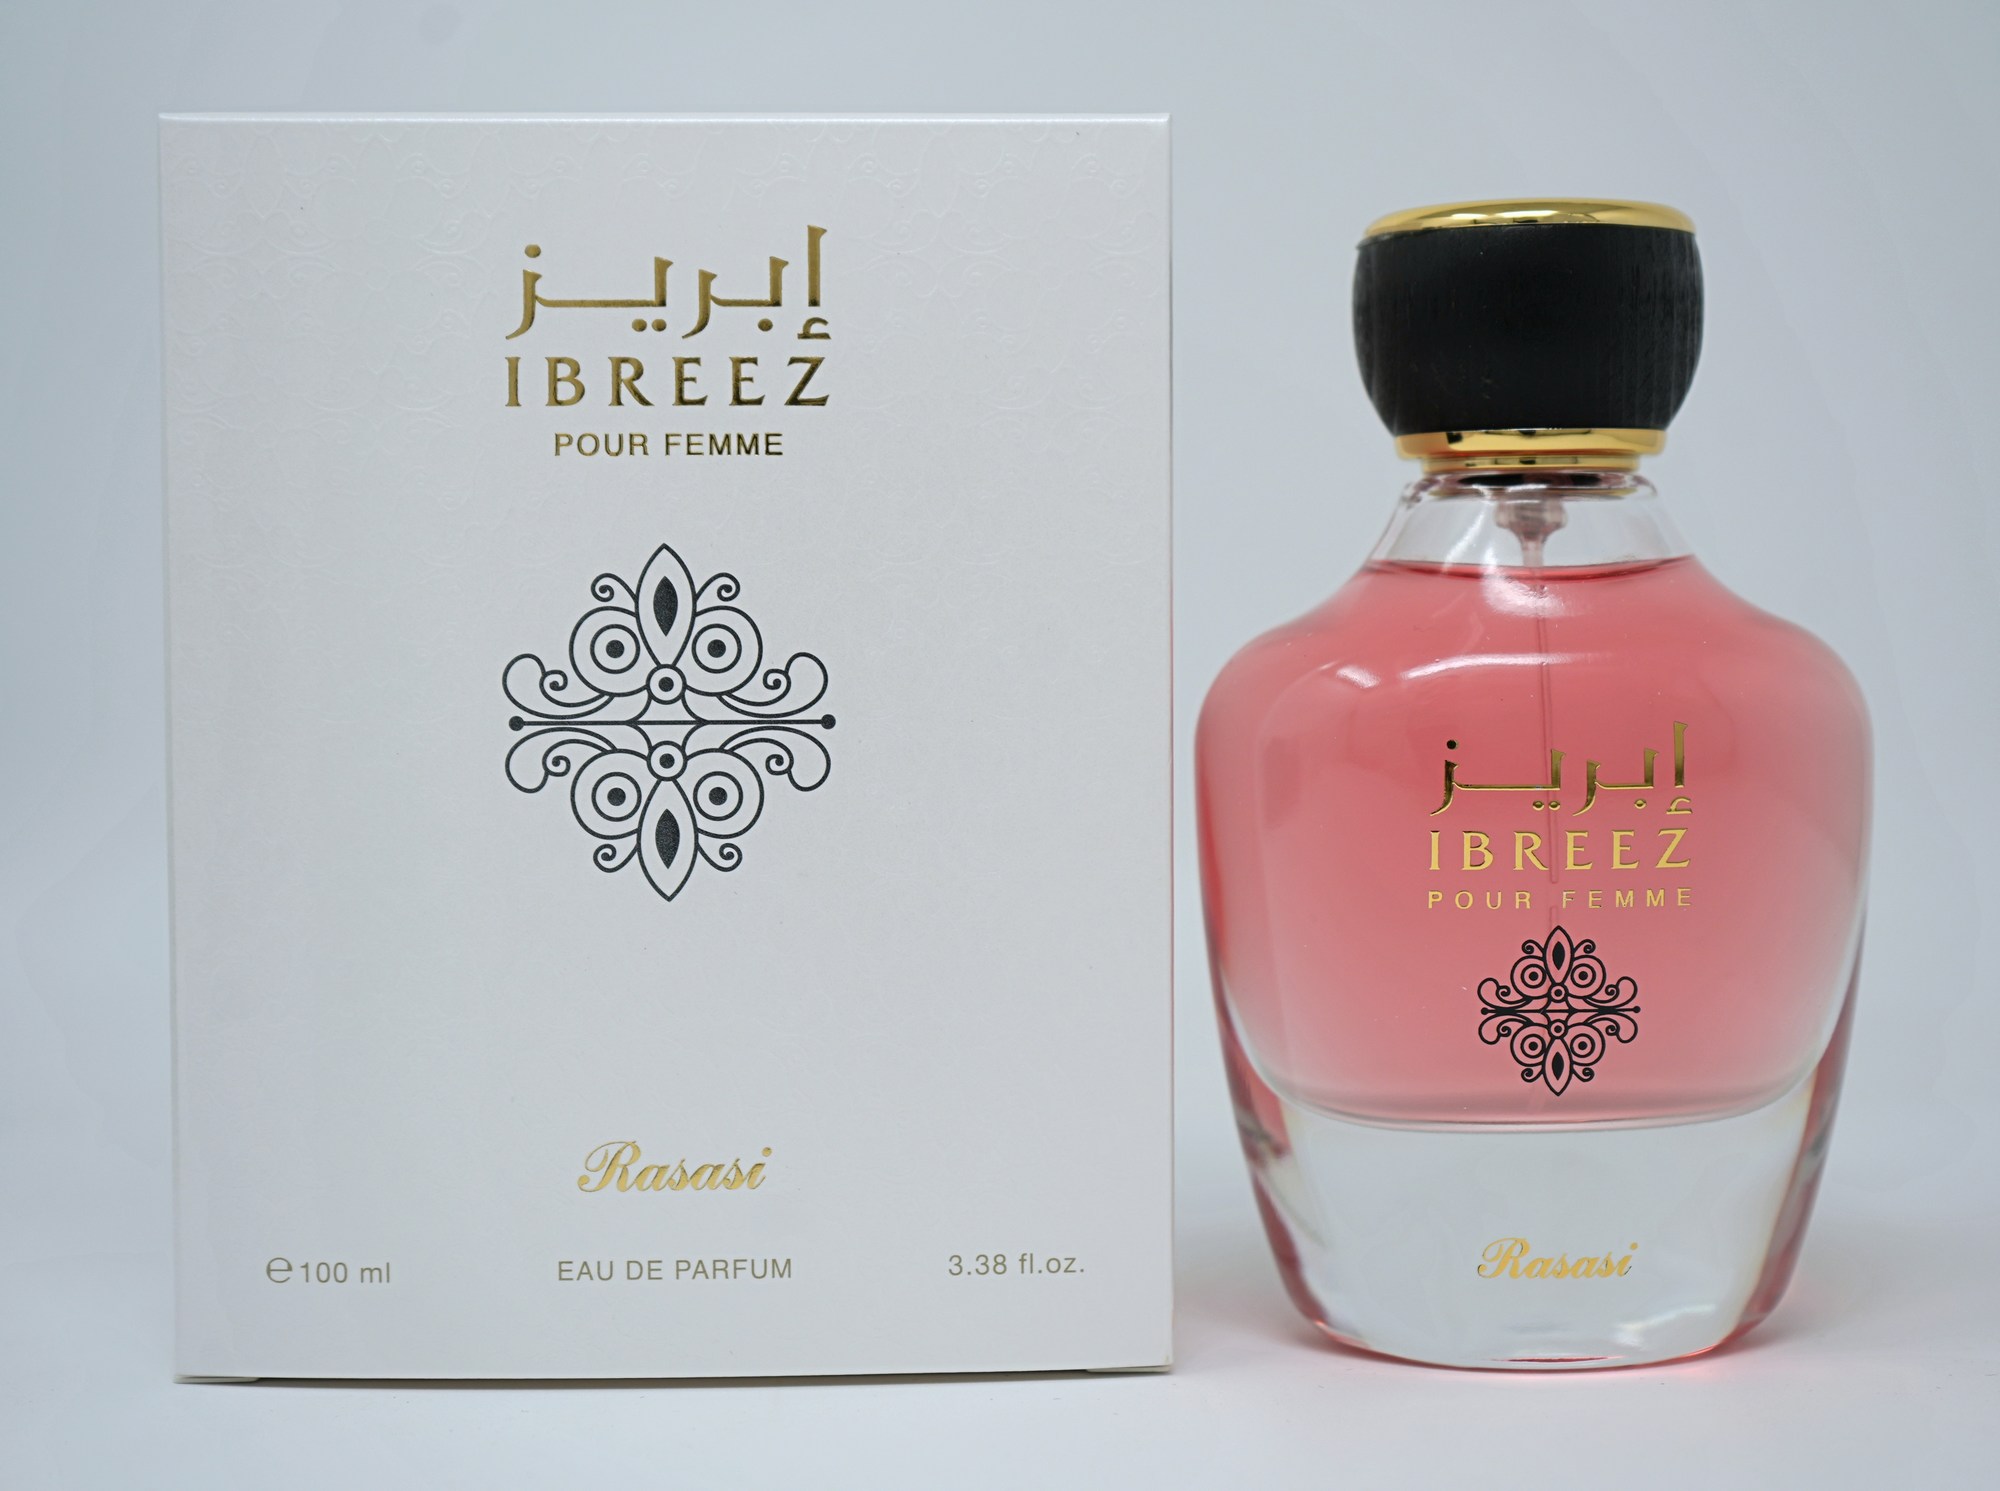 إبريز
IBREEZ
POUR FEMME
Rasasi
℮100 ml
EAU DE PARFUM
3.38 fl.oz.
إبريز
IBREEZ
POUR FEMME
Rasasi